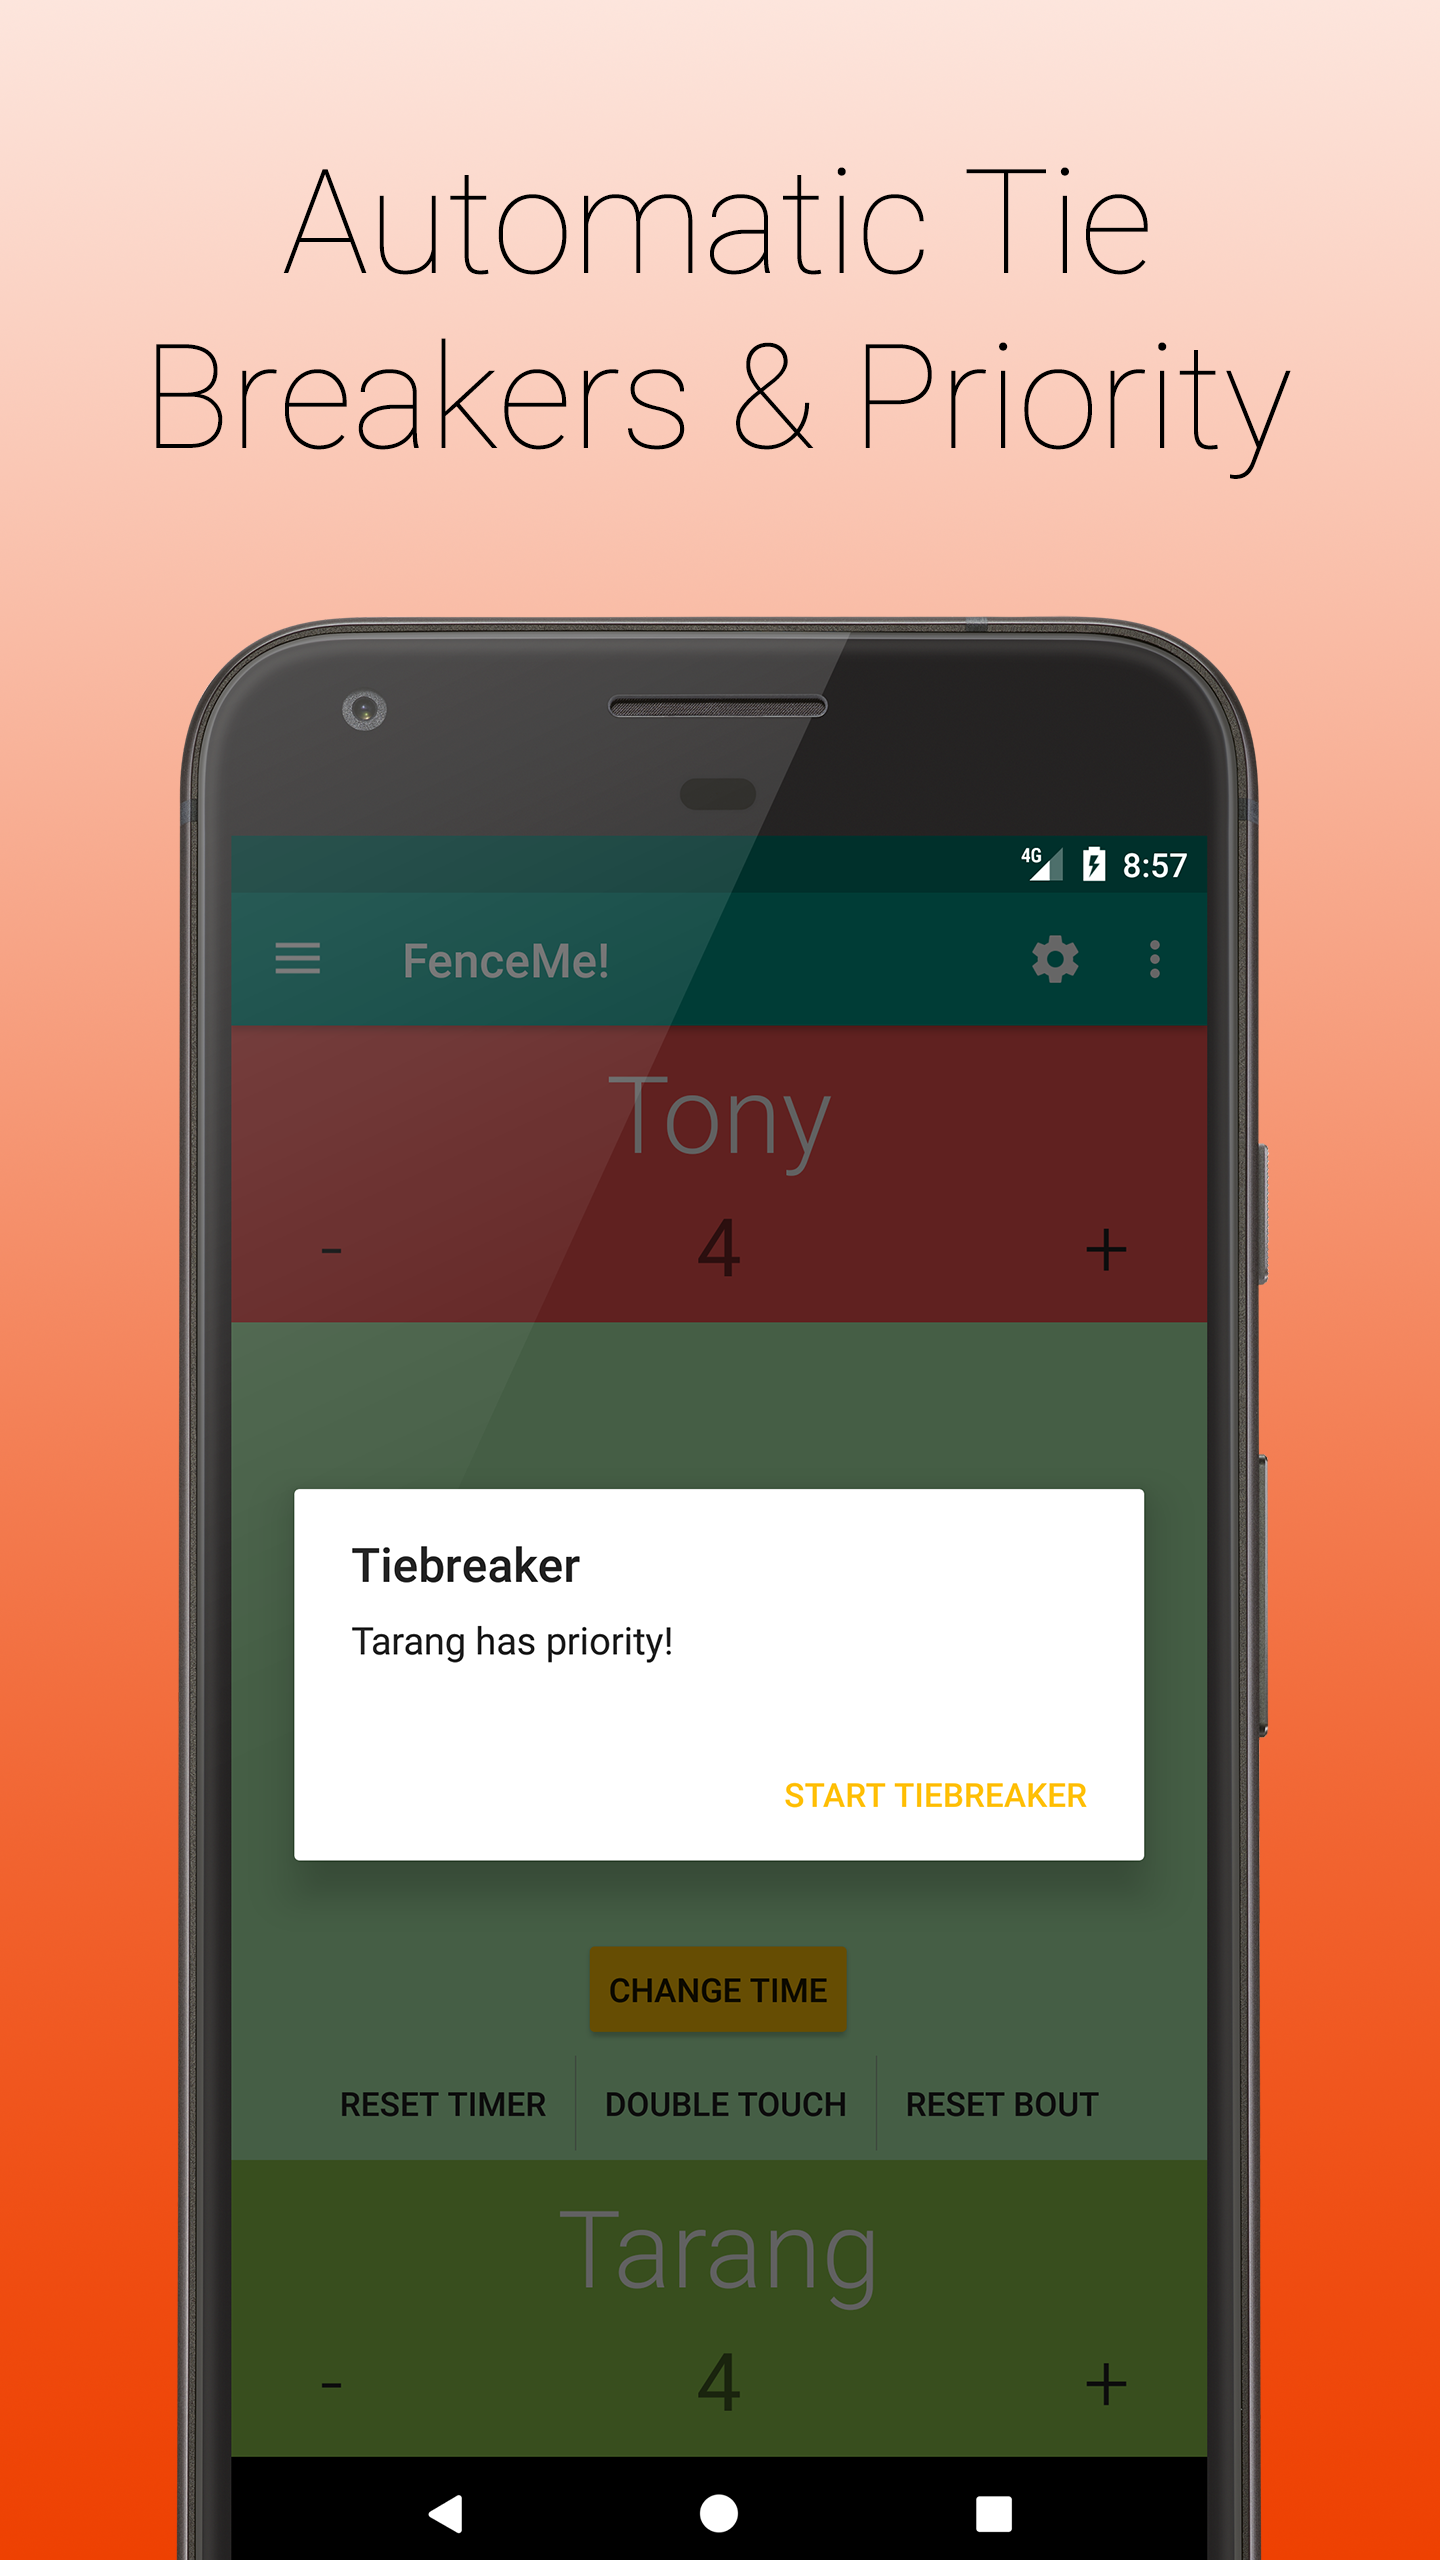 Automatic Tie
Breakers & Priority
4G 8:57
FenceMe!
Tony
- 4 +
Tiebreaker
Tarang has priority!
START TIEBREAKER
CHANGE TIME
RESET TIMER DOUBLE TOUCH RESET BOUT
Tarang
- 4 +